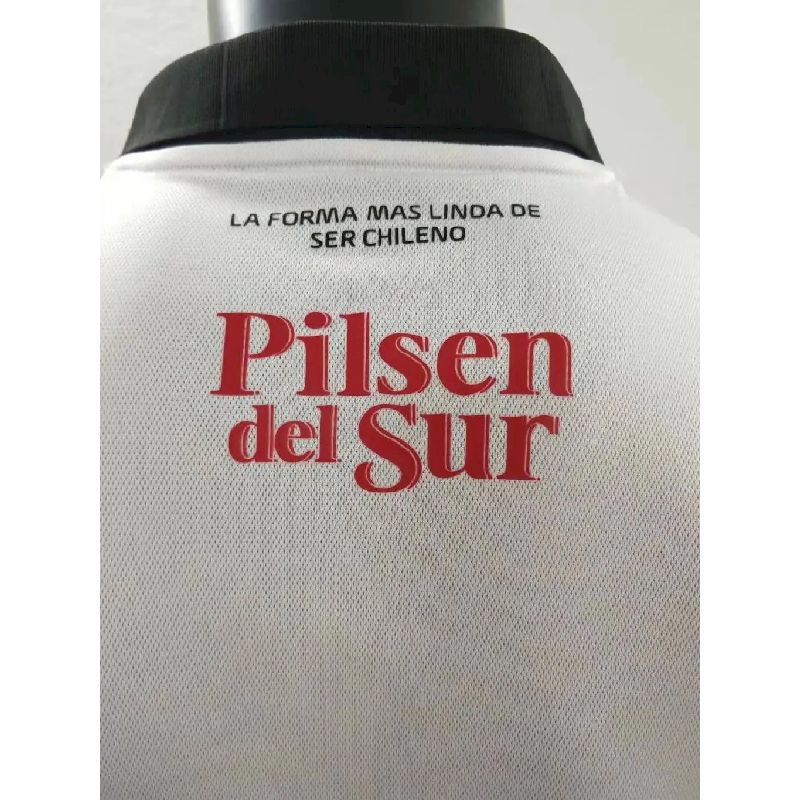 LA FORMA MAS LINDA DE
SER CHILENO
Pilsen
del Sur